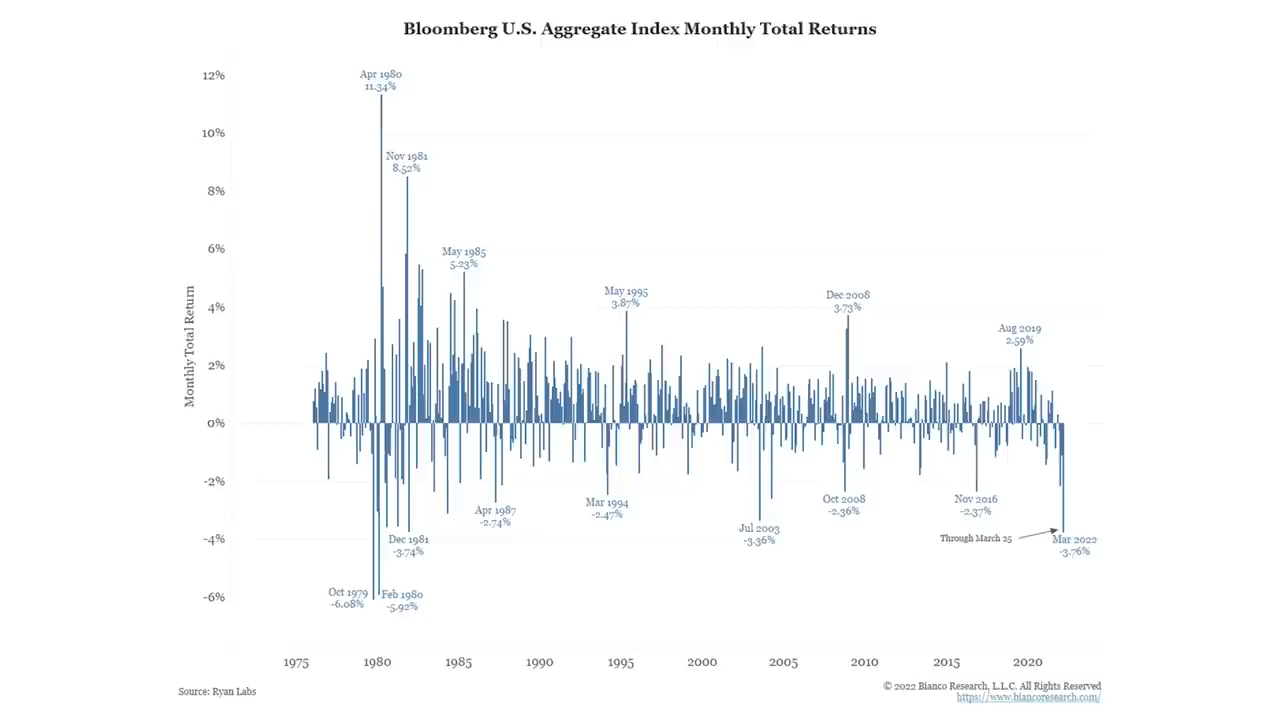 Bloomberg U.S. Aggregate Index Monthly Total Returns
12%
10%
8%
6%
4%
2%
0%
-2%
-4%
-6%
Monthly Total Return
Apr 1980
11.34%
Nov 1981
8.52%
May 1985
5.23%
May 1995
3.87%
Dec 2008
3.73%
Aug 2019
2.59%
Oct 1979
-6.08%
Feb 1980
-5.92%
Dec 1981
-3.74%
Apr 1987
-2.74%
Mar 1994
-2.47%
Jul 2003
-3.36%
Oct 2008
-2.36%
Nov 2016
-2.37%
Through March 25
Mar 2022
-3.76%
1975
1980
1985
1990
1995
2000
2005
2010
2015
2020
Source: Ryan Labs
© 2022 Bianco Research, L.L.C. All Rights Reserved
https://www.biancoresearch.com/